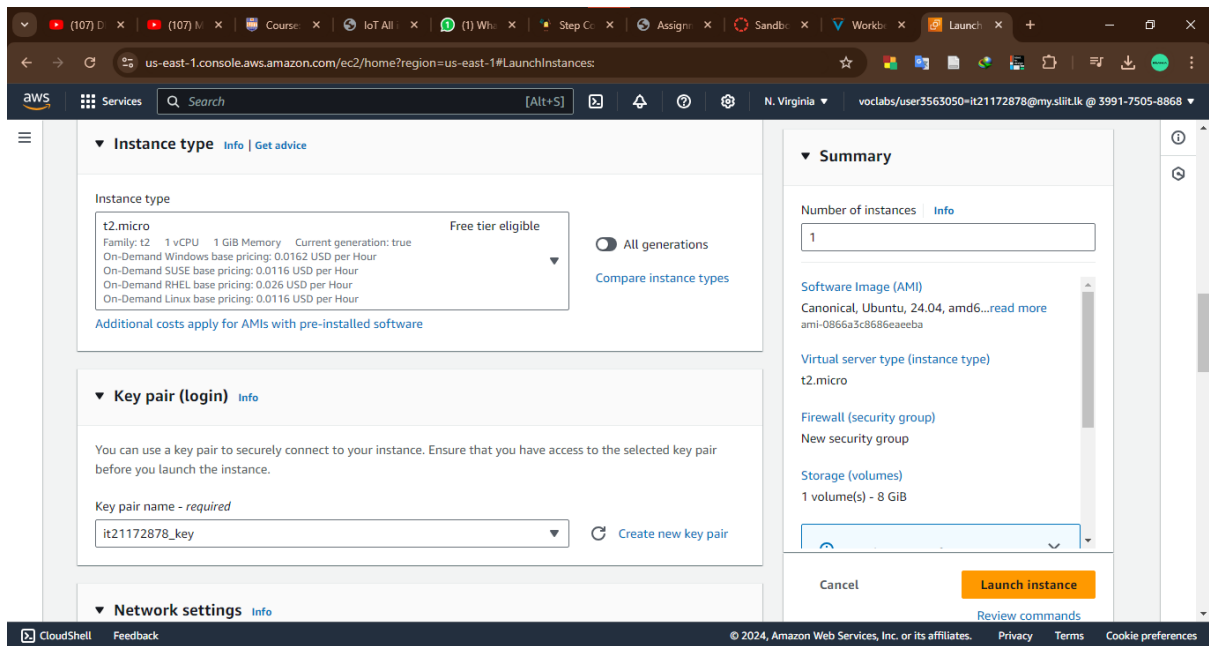 (107) D
(107) M
Course:
IoT All
(1) Wha
Step Co
Assignn
Sandbo
Workbe
Launch
us-east-1.console.aws.amazon.com/ec2/home?region=us-east-1#LaunchInstances:
aws Services Search [Alt+S] N. Virginia voclabs/user3563050=it21172878@my.sliit.lk @ 3991-7505-8868
Instance type Info | Get advice
Instance type
t2.micro Free tier eligible
Family: t2 1 vCPU 1 GiB Memory Current generation: true
On-Demand Windows base pricing: 0.0162 USD per Hour
On-Demand SUSE base pricing: 0.0116 USD per Hour
On-Demand RHEL base pricing: 0.026 USD per Hour
On-Demand Linux base pricing: 0.0116 USD per Hour
All generations
Compare instance types
Additional costs apply for AMIs with pre-installed software
Key pair (login) Info
You can use a key pair to securely connect to your instance. Ensure that you have access to the selected key pair
before you launch the instance.
Key pair name - required
it21172878_key
Create new key pair
Network settings Info
Summary
Number of instances Info
1
Software Image (AMI)
Canonical, Ubuntu, 24.04, amd6...read more
ami-0866a3c8686eaeeba
Virtual server type (instance type)
t2.micro
Firewall (security group)
New security group
Storage (volumes)
1 volume(s) - 8 GiB
Cancel Launch instance
Review commands
CloudShell Feedback © 2024, Amazon Web Services, Inc. or its affiliates. Privacy Terms Cookie preferences